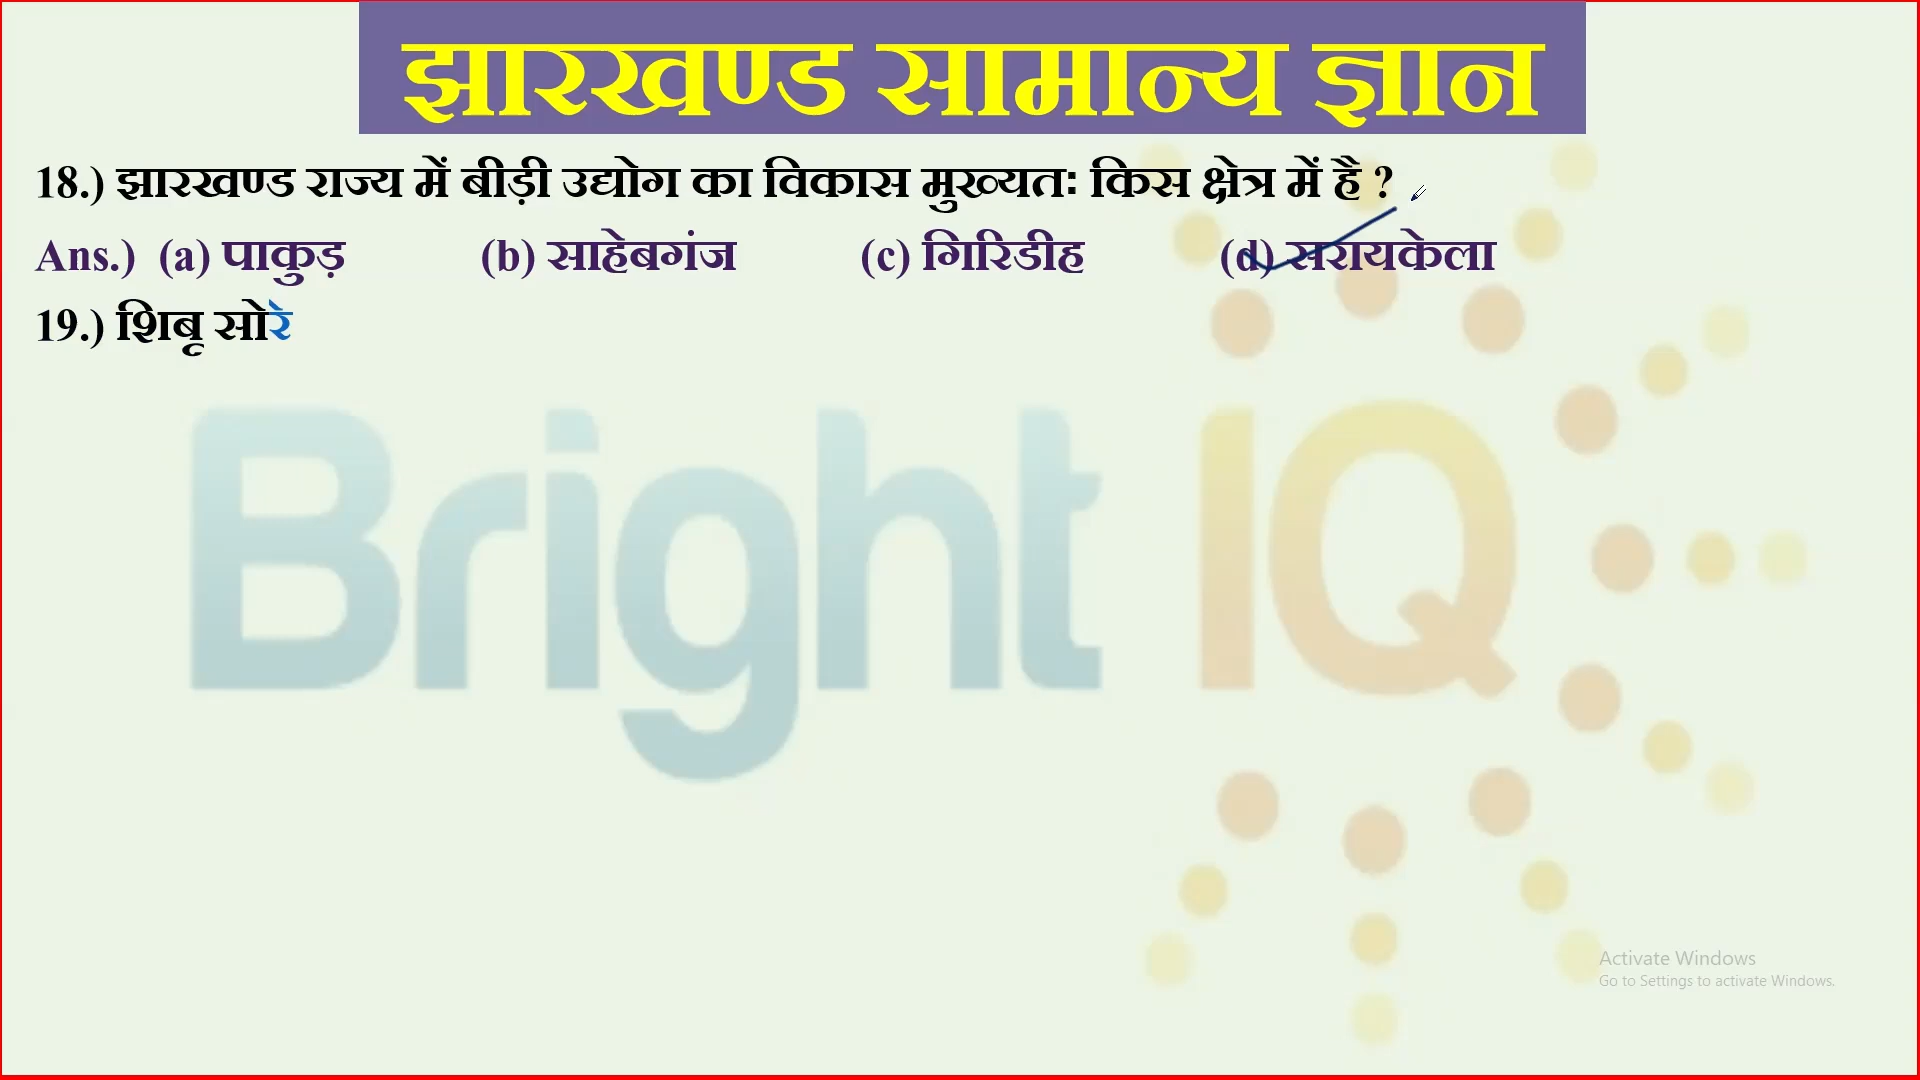 झारखण्ड सामान्य ज्ञान
18.) झारखण्ड राज्य में बीड़ी उद्योग का विकास मुख्यतः किस क्षेत्र में है ?
Ans.) (a) पाकुड़ (b) साहेबगंज (c) गिरिडीह (d) सरायकेला
19.) शिबू सोरे
Bright IQ
Activate Windows
Go to Settings to activate Windows.